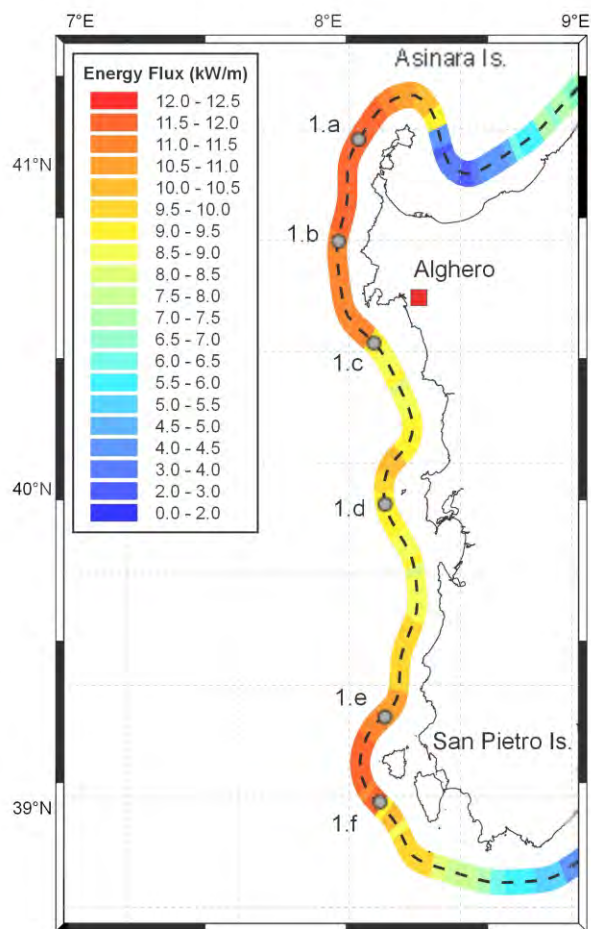 7°E 8°E 9°E
Asinara Is.
Energy Flux (kW/m)
12.0 - 12.5
11.5 - 12.0
11.0 - 11.5
10.5 - 11.0
10.0 - 10.5
9.5 - 10.0
9.0 - 9.5
8.5 - 9.0
8.0 - 8.5
7.5 - 8.0
7.0 - 7.5
6.5 - 7.0
6.0 - 6.5
5.5 - 6.0
5.0 - 5.5
4.5 - 5.0
4.0 - 4.5
3.0 - 4.0
2.0 - 3.0
0.0 - 2.0
1.a
41°N
1.b
Alghero
1.c
40°N
1.d
1.e
San Pietro Is.
39°N
1.f